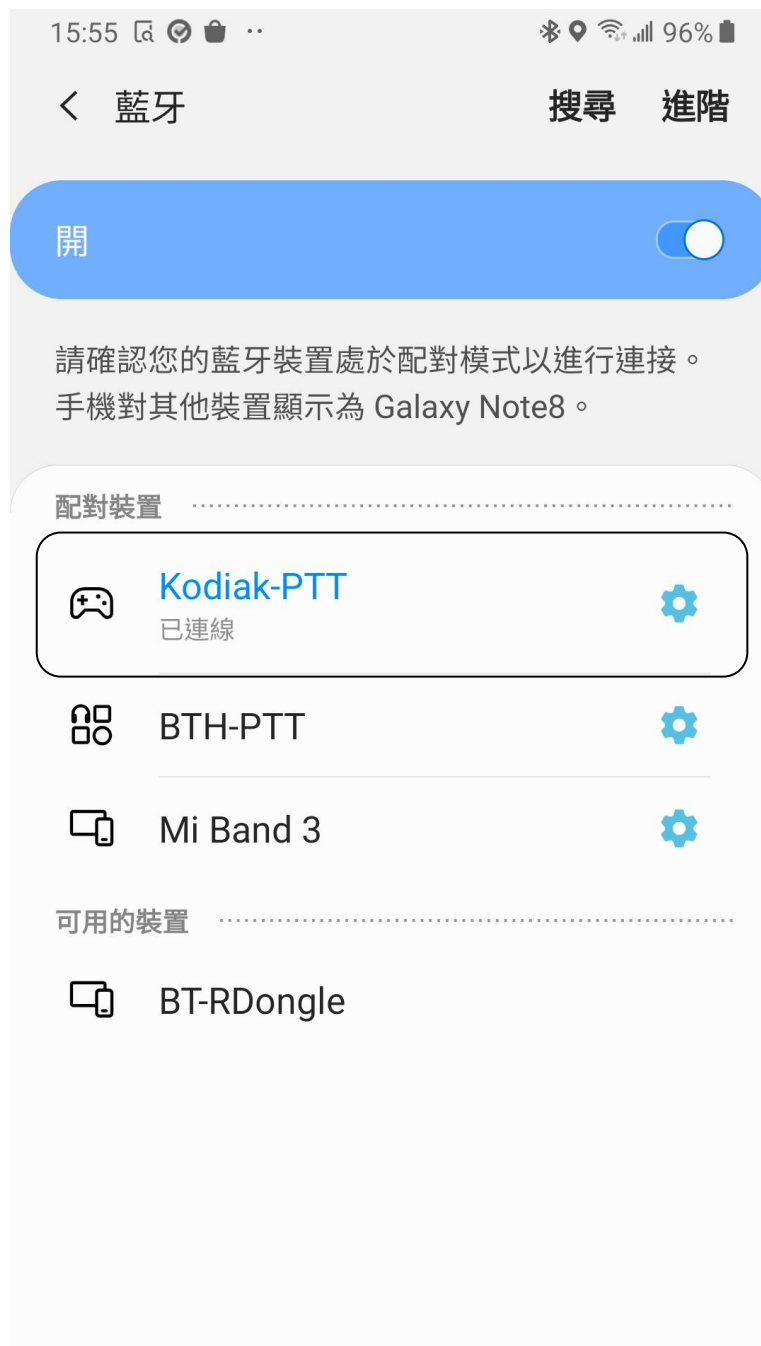 15:55 96%
藍牙 搜尋 進階
開
請確認您的藍牙裝置處於配對模式以進行連接。
手機對其他裝置顯示為 Galaxy Note8。
配對裝置
Kodiak-PTT
已連線
BTH-PTT
Mi Band 3
可用的裝置
BT-RDongle